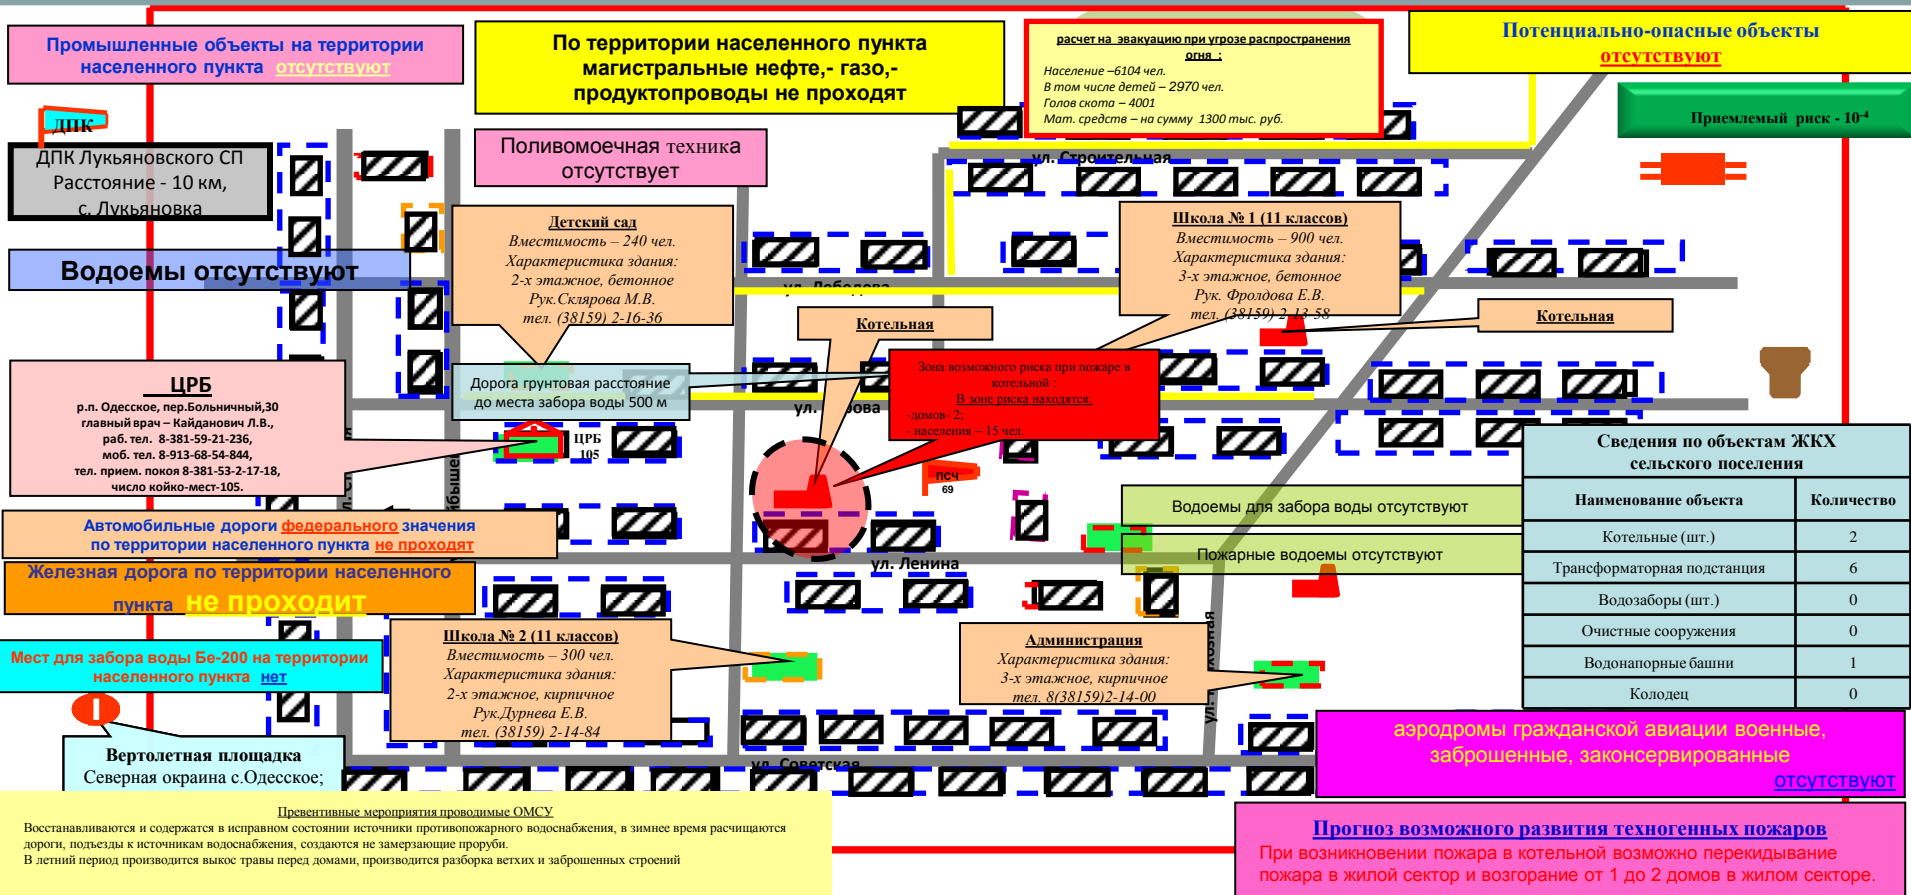 Промышленные объекты на территории
населенного пункта отсутствуют
По территории населенного пункта
магистральные нефте,- газо,-
продуктопроводы не проходят
расчет на эвакуацию при угрозе распространения
огня :
Население –6104 чел.
В том числе детей – 2970 чел.
Голов скота – 4001
Мат. средств – на сумму 1300 тыс. руб.
Потенциально-опасные объекты
отсутствуют
Приемлемый риск - 10-4
ДПК
ДПК Лукьяновского СП
Расстояние - 10 км,
с. Лукьяновка
Поливомоечная техника
отсутствует
ул. Строительная
Детский сад
Вместимость – 240 чел.
Характеристика здания:
2-х этажное, бетонное
Рук.Склярова М.В.
тел. (38159) 2-16-36
Школа № 1 (11 классов)
Вместимость – 900 чел.
Характеристика здания:
3-х этажное, бетонное
Рук. Фролдова Е.В.
тел. (38159) 2-13-58
Водоемы отсутствуют
ул.
Котельная
Котельная
ЦРБ
р.п. Одесское, пер.Больничный,30
главный врач – Кайданович Л.В.,
раб. тел. 8-381-59-21-236,
моб. тел. 8-913-68-54-844,
тел. прием. покоя 8-381-53-2-17-18,
число койко-мест-105.
Дорога грунтовая расстояние
до места забора воды 500 м
Зона возможного риска при пожаре в
котельной :
В зоне риска находятся:
-домов- 2;
- населения – 15 чел.
ул.
ЦРБ
105
ПСЧ
69
Автомобильные дороги федерального значения
по территории населенного пункта не проходят
Водоемы для забора воды отсутствуют
Пожарные водоемы отсутствуют
ул. Ленина
Железная дорога по территории населенного
пункта не проходит
Сведения по объектам ЖКХ
сельского поселения
Наименование объекта Количество
Котельные (шт.) 2
Трансформаторная подстанция 6
Водозаборы (шт.) 0
Очистные сооружения 0
Водонапорные башни 1
Колодец 0
Мест для забора воды Бе-200 на территории
населенного пункта нет
Школа № 2 (11 классов)
Вместимость – 300 чел.
Характеристика здания:
2-х этажное, кирпичное
Рук.Дурнева Е.В.
тел. (38159) 2-14-84
Администрация
Характеристика здания:
3-х этажное, кирпичное
тел. 8(38159)2-14-00
Вертолетная площадка
Северная окраина с.Одесское;
ул. Советская
аэродромы гражданской авиации военные,
заброшенные, законсервированные
отсутствуют
Превентивные мероприятия проводимые ОМСУ
Восстанавливаются и содержатся в исправном состоянии источники противопожарного водоснабжения, в зимнее время расчищаются
дороги, подъезды к источникам водоснабжения, создаются не замерзающие проруби.
В летний период производится выкос травы перед домами, производится разборка ветхих и заброшенных строений
Прогноз возможного развития техногенных пожаров
При возникновении пожара в котельной возможно перекидывание
пожара в жилой сектор и возгорание от 1 до 2 домов в жилом секторе.